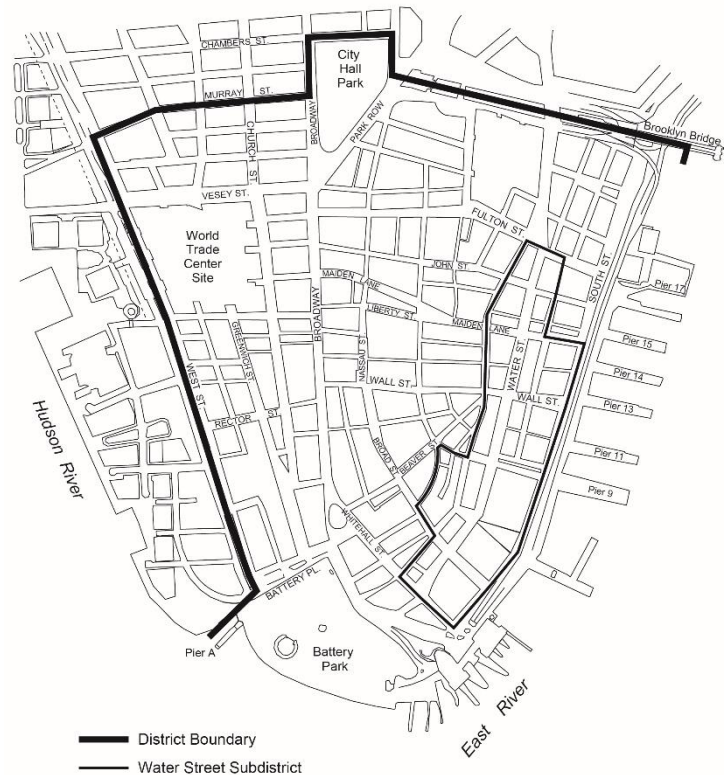 CHAMBERS ST.
City
Hall
Park
MURRAY ST.
BROADWAY
PARK ROW
CHURCH ST
Brooklyn Bridge
VESEY ST.
World
Trade
Center
Site
FULTON ST.
JOHN ST
MAIDEN LANE
LIBERTY ST
MAIDEN LANE
SOUTH ST.
Pier 17
BROADWAY
NASSAU ST
GREENWICH ST
WATER ST.
Pier 15
WEST ST.
WALL ST.
WALL ST.
Pier 14
Pier 13
RECTOR ST.
Hudson River
BROAD ST
BEAVER ST
Pier 11
Pier 9
WHITEHALL ST.
BATTERY PL.
Pier A
Battery
Park
East River
District Boundary
Water Street Subdistrict